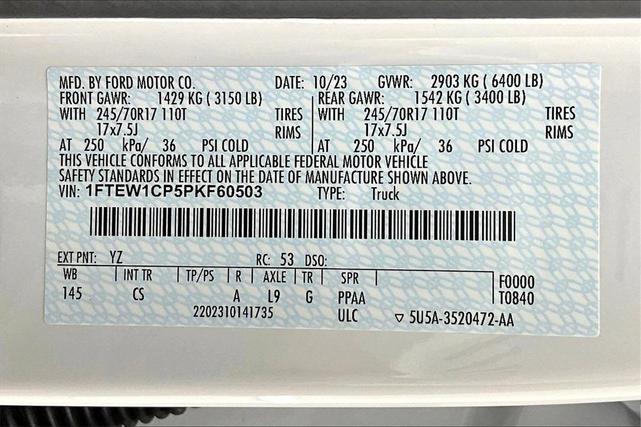 MFD. BY FORD MOTOR CO. DATE: 10/23 GVWR: 2903 KG ( 6400 LB)
FRONT GAWR: 1429 KG ( 3150 LB) REAR GAWR: 1542 KG ( 3400 LB)
WITH 245/70R17 110T TIRES WITH 245/70R17 110T TIRES
17x7.5J RIMS 17x7.5J RIMS
AT 250 kPa/ 36 PSI COLD AT 250 kPa/ 36 PSI COLD
THIS VEHICLE CONFORMS TO ALL APPLICABLE FEDERAL MOTOR VEHICLE
SAFETY STANDARDS IN EFFECT ON THE DATE OF MANUFACTURE SHOWN ABOVE.
VIN: 1FTEW1CP5PKF60503 TYPE: Truck
EXT PNT: YZ RC: 53 DSO:
WB INT TR TP/PS R AXLE TR SPR F0000
145 CS A L9 G PPAA T0840
2202310141735 ULC ▽ 5U5A-3520472-AA